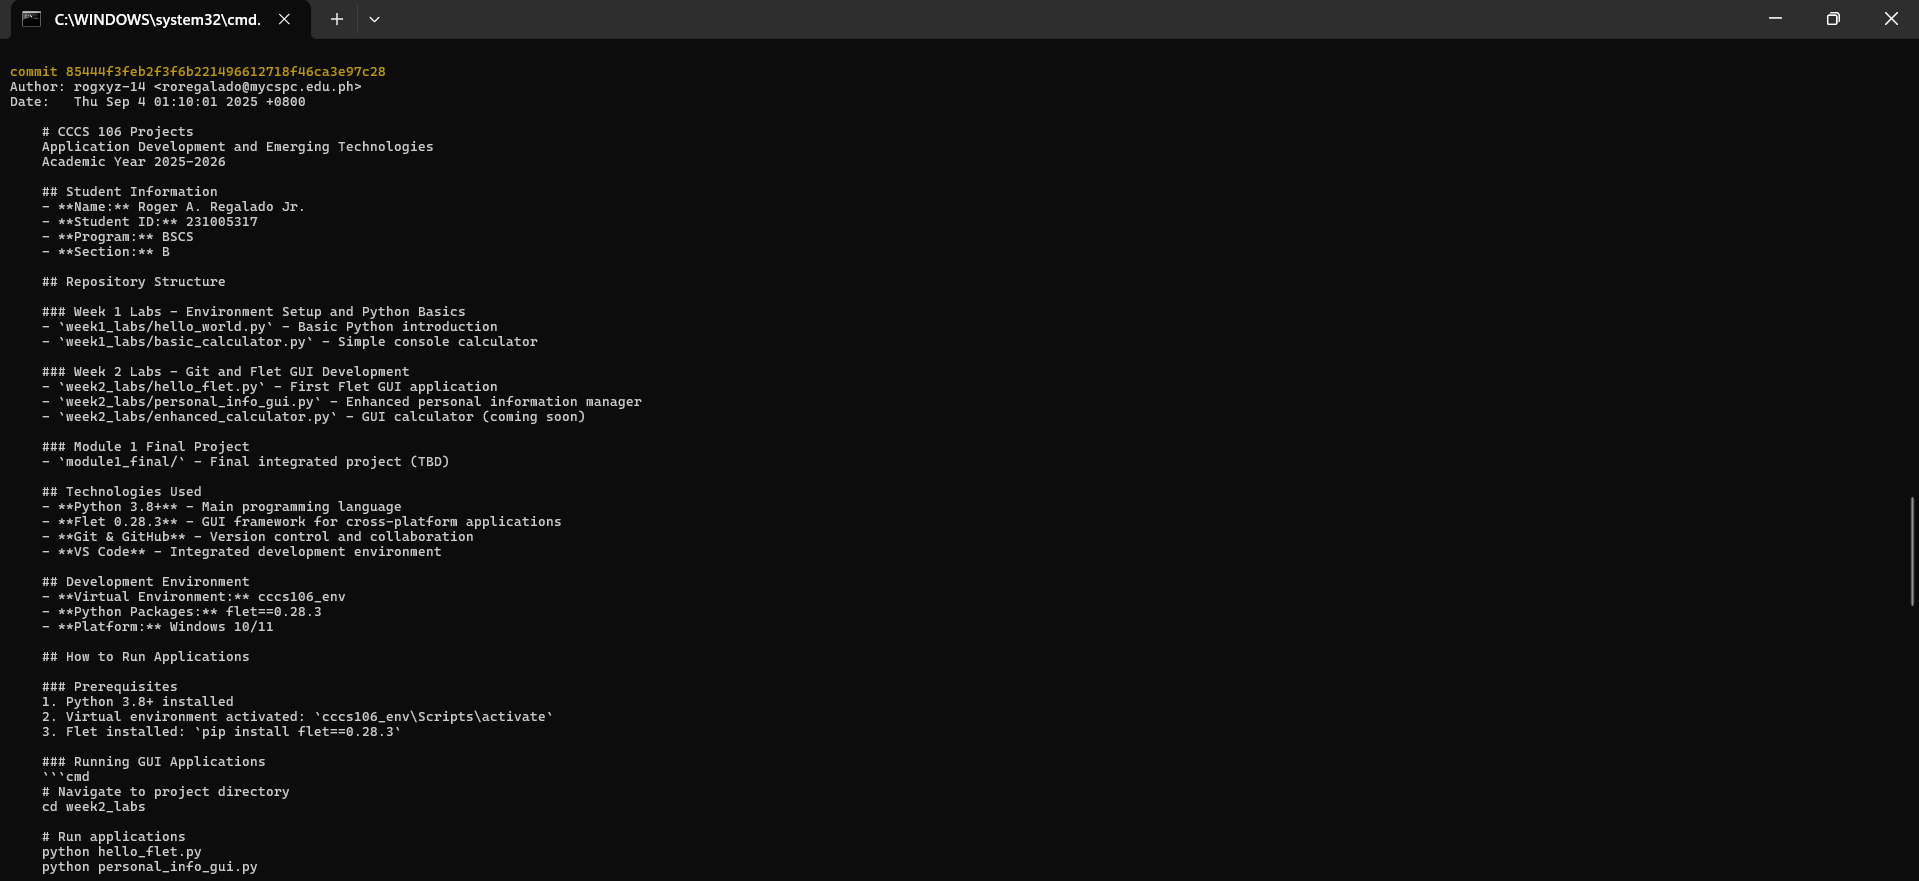 C:\WINDOWS\system32\cmd.
commit 85444f3feb2f3f6b221496612718f46ca3e97c28
Author: rogxyz-14 <roregalado@mycspc.edu.ph>
Date:   Thu Sep 4 01:10:01 2025 +0800
# CCCS 106 Projects
Application Development and Emerging Technologies
Academic Year 2025-2026
## Student Information
- **Name:** Roger A. Regalado Jr.
- **Student ID:** 231005317
- **Program:** BSCS
- **Section:** B
## Repository Structure
### Week 1 Labs - Environment Setup and Python Basics
- `week1_labs/hello_world.py` - Basic Python introduction
- `week1_labs/basic_calculator.py` - Simple console calculator
### Week 2 Labs - Git and Flet GUI Development
- `week2_labs/hello_flet.py` - First Flet GUI application
- `week2_labs/personal_info_gui.py` - Enhanced personal information manager
- `week2_labs/enhanced_calculator.py` - GUI calculator (coming soon)
### Module 1 Final Project
- `module1_final/` - Final integrated project (TBD)
## Technologies Used
- **Python 3.8+** - Main programming language
- **Flet 0.28.3** - GUI framework for cross-platform applications
- **Git & GitHub** - Version control and collaboration
- **VS Code** - Integrated development environment
## Development Environment
- **Virtual Environment:** cccs106_env
- **Python Packages:** flet==0.28.3
- **Platform:** Windows 10/11
## How to Run Applications
### Prerequisites
1. Python 3.8+ installed
2. Virtual environment activated: `cccs106_env\Scripts\activate`
3. Flet installed: `pip install flet==0.28.3`
### Running GUI Applications
```cmd
# Navigate to project directory
cd week2_labs
# Run applications
python hello_flet.py
python personal_info_gui.py